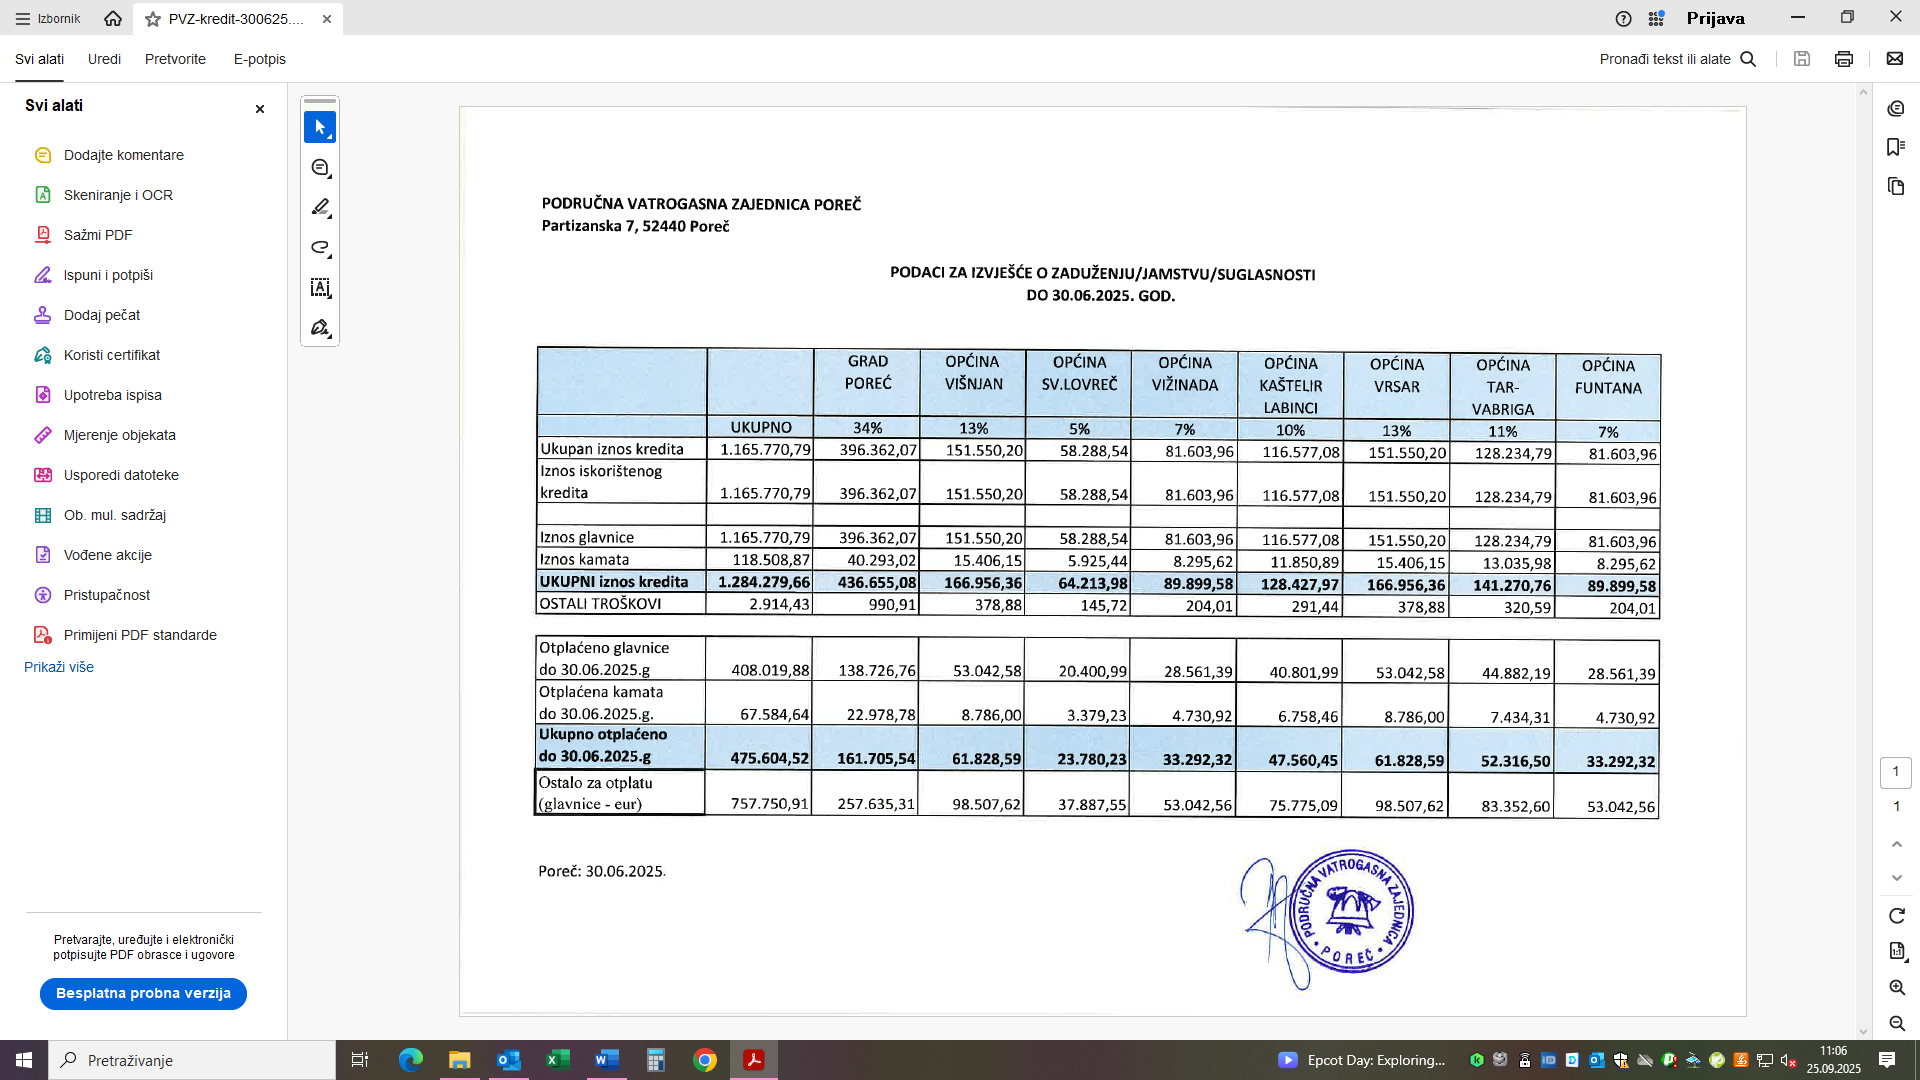 Izbornik
PVZ-kredit-300625....
Prijava
Svi alati
Uredi
Pretvorite
E-potpis
Pronađi tekst ili alate
Svi alati
Dodajte komentare
Skeniranje i OCR
Sažmi PDF
Ispuni i potpiši
Dodaj pečat
Koristi certifikat
Upotreba ispisa
Mjerenje objekata
Usporedi datoteke
Ob. mul. sadržaj
Vođene akcije
Pristupačnost
Primijeni PDF standarde
Prikaži više
Pretvarajte, uređujte i elektronički
potpisujte PDF obrasce i ugovore
Besplatna probna verzija
PODRUČNA VATROGASNA ZAJEDNICA POREČ
Partizanska 7, 52440 Poreč
PODACI ZA IZVJEŠĆE O ZADUŽENJU/JAMSTVU/SUGLASNOSTI
DO 30.06.2025. GOD.
GRAD POREĆ OPĆINA VIŠNJAN OPĆINA SV.LOVREČ OPĆINA VIŽINADA OPĆINA KAŠTELIR LABINCI OPĆINA VRSAR OPĆINA TAR-VABRIGA OPĆINA FUNTANA
UKUPNO 34% 13% 5% 7% 10% 13% 11% 7%
Ukupan iznos kredita 1.165.770,79 396.362,07 151.550,20 58.288,54 81.603,96 116.577,08 151.550,20 128.234,79 81.603,96
Iznos iskorištenog
kredita 1.165.770,79 396.362,07 151.550,20 58.288,54 81.603,96 116.577,08 151.550,20 128.234,79 81.603,96
Iznos glavnice 1.165.770,79 396.362,07 151.550,20 58.288,54 81.603,96 116.577,08 151.550,20 128.234,79 81.603,96
Iznos kamata 118.508,87 40.293,02 15.406,15 5.925,44 8.295,62 11.850,89 15.406,15 13.035,98 8.295,62
UKUPNI iznos kredita 1.284.279,66 436.655,08 166.956,36 64.213,98 89.899,58 128.427,97 166.956,36 141.270,76 89.899,58
OSTALI TROŠKOVI 2.914,43 990,91 378,88 145,72 204,01 291,44 378,88 320,59 204,01
Otplaćeno glavnice
do 30.06.2025.g 408.019,88 138.726,76 53.042,58 20.400,99 28.561,39 40.801,99 53.042,58 44.882,19 28.561,39
Otplaćena kamata
do 30.06.2025.g. 67.584,64 22.978,78 8.786,00 3.379,23 4.730,92 6.758,46 8.786,00 7.434,31 4.730,92
Ukupno otplaćeno
do 30.06.2025.g 475.604,52 161.705,54 61.828,59 23.780,23 33.292,32 47.560,45 61.828,59 52.316,50 33.292,32
Ostalo za otplatu
(glavnice - eur) 757.750,91 257.635,31 98.507,62 37.887,55 53.042,56 75.775,09 98.507,62 83.352,60 53.042,56
Poreč: 30.06.2025.
PODRUČNA VATROGASNA ZAJEDNICA
POREČ
1
1
Pretraživanje
Epcot Day: Exploring...
11:06
25.09.2025